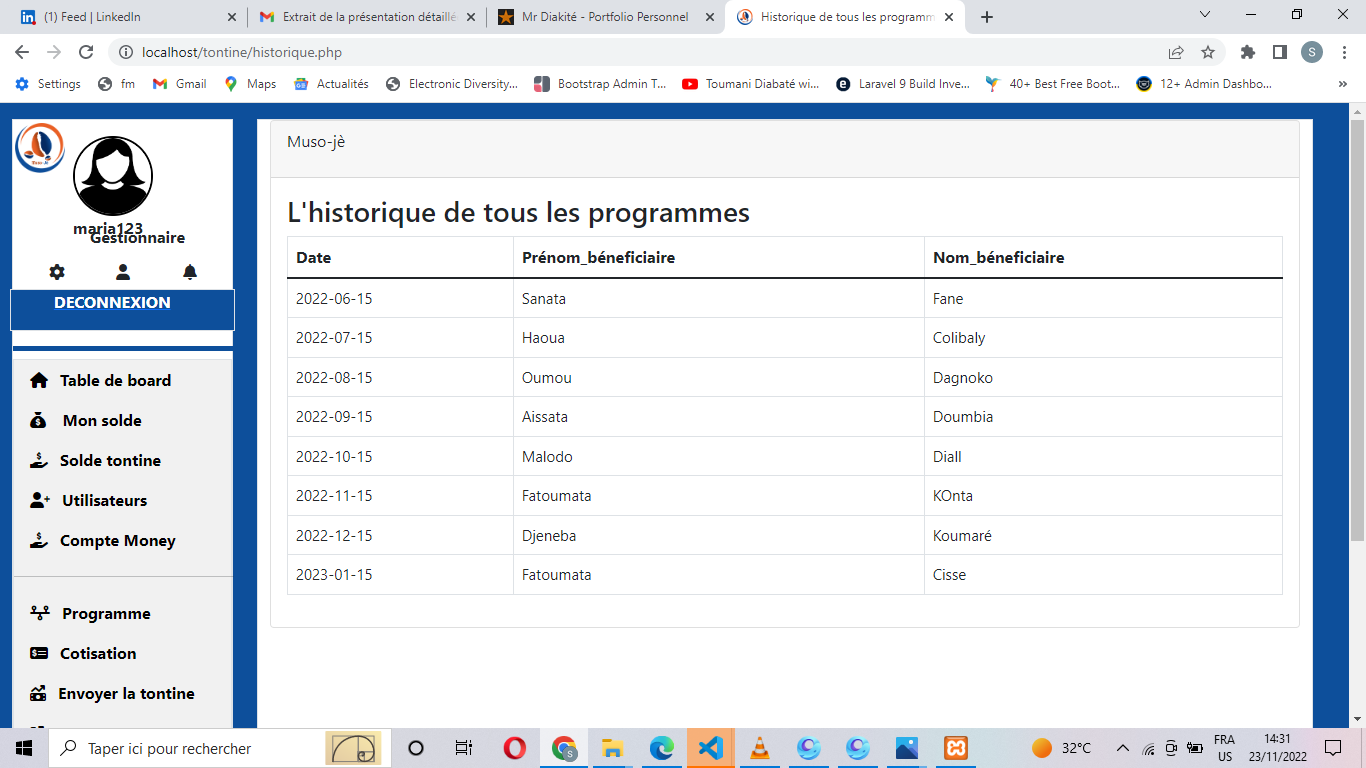 (1) Feed | LinkedIn
Extrait de la présentation détaillé
Mr Diakité - Portfolio Personnel
Historique de tous les programm
localhost/tontine/historique.php
S
Settings
fm
Gmail
Maps
Actualités
Electronic Diversity...
Bootstrap Admin T...
Toumani Diabaté wi...
Laravel 9 Build Inve...
40+ Best Free Boot...
12+ Admin Dashbo...
»
maria123
Gestionnaire
DECONNEXION
Table de board
Mon solde
Solde tontine
Utilisateurs
Compte Money
Programme
Cotisation
Envoyer la tontine
Muso-jè
L'historique de tous les programmes
Date Prénom_béneficiaire Nom_béneficiaire
2022-06-15 Sanata Fane
2022-07-15 Haoua Colibaly
2022-08-15 Oumou Dagnoko
2022-09-15 Aissata Doumbia
2022-10-15 Malodo Diall
2022-11-15 Fatoumata KOnta
2022-12-15 Djeneba Koumaré
2023-01-15 Fatoumata Cisse
Taper ici pour rechercher
32°C
FRA
US
14:31
23/11/2022